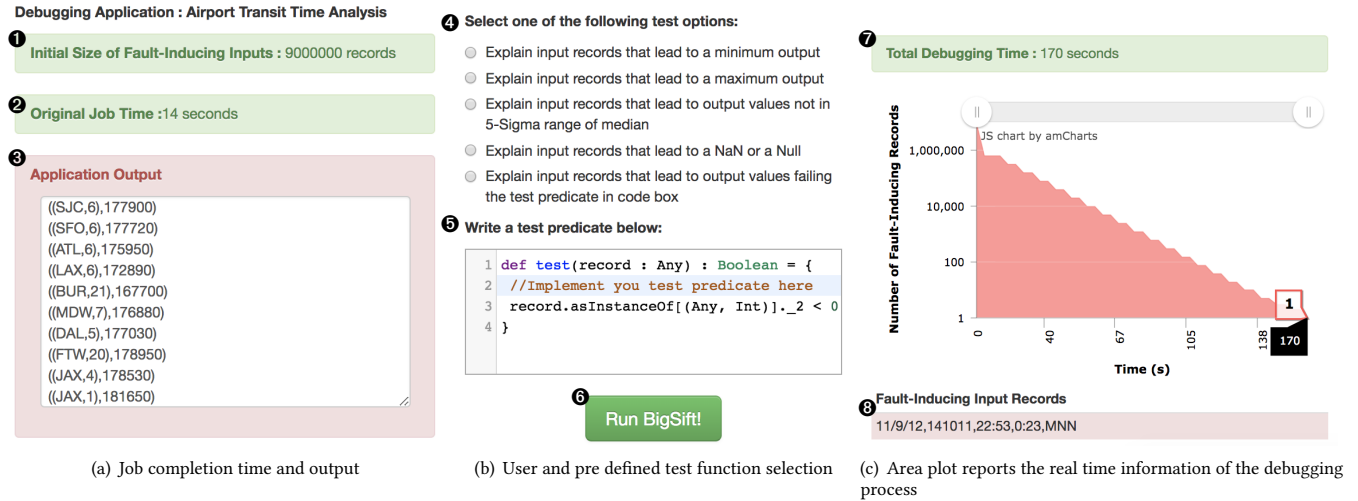 Debugging Application : Airport Transit Time Analysis
1
Initial Size of Fault-Inducing Inputs : 9000000 records
2
Original Job Time :14 seconds
3
Application Output
((SJC,6),177900)
((SFO,6),177720)
((ATL,6),175950)
((LAX,6),172890)
((BUR,21),167700)
((MDW,7),176880)
((DAL,5),177030)
((FTW,20),178950)
((JAX,4),178530)
((JAX,1),181650)
(a) Job completion time and output
4 Select one of the following test options:
Explain input records that lead to a minimum output
Explain input records that lead to a maximum output
Explain input records that lead to output values not in
5-Sigma range of median
Explain input records that lead to a NaN or a Null
Explain input records that lead to output values failing
the test predicate in code box
5 Write a test predicate below:
1 def test(record : Any) : Boolean = {
2 //Implement you test predicate here
3 record.asInstanceOf[(Any, Int)]._2 < 0
4 }
6
Run BigSift!
(b) User and pre defined test function selection
7
Total Debugging Time : 170 seconds
JS chart by amCharts
Number of Fault-Inducing Records
1,000,000
10,000
100
1
1
0
40
67
105
138
170
Time (s)
8 Fault-Inducing Input Records
11/9/12,141011,22:53,0:23,MNN
(c) Area plot reports the real time information of the debugging
process